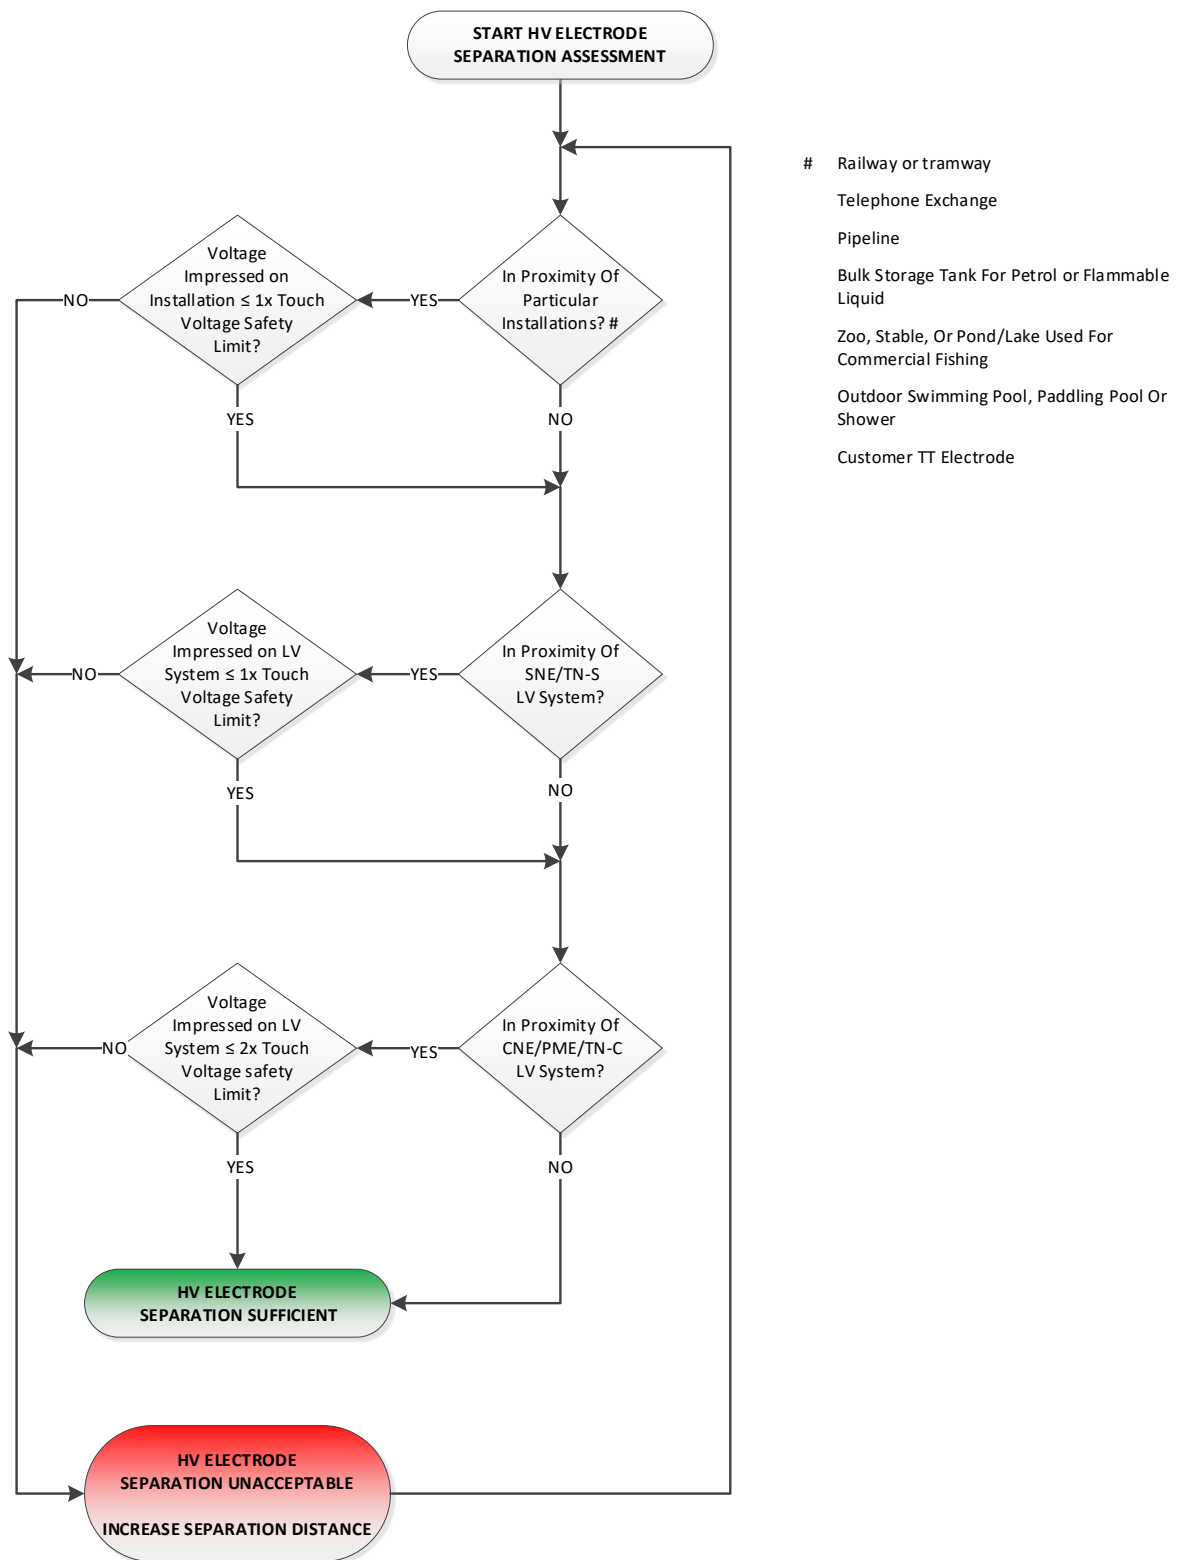 START HV ELECTRODE
SEPARATION ASSESSMENT
# Railway or tramway
Telephone Exchange
Pipeline
Bulk Storage Tank For Petrol or Flammable
Liquid
Zoo, Stable, Or Pond/Lake Used For
Commercial Fishing
Outdoor Swimming Pool, Paddling Pool Or
Shower
Customer TT Electrode
In Proximity Of
Particular
Installations? #
YES
NO
Voltage
Impressed on
Installation ≤ 1x Touch
Voltage Safety
Limit?
NO
YES
In Proximity Of
SNE/TN-S
LV System?
YES
NO
Voltage
Impressed on LV
System ≤ 1x Touch
Voltage Safety
Limit?
NO
YES
In Proximity Of
CNE/PME/TN-C
LV System?
YES
NO
Voltage
Impressed on LV
System ≤ 2x Touch
Voltage safety
Limit?
NO
YES
HV ELECTRODE
SEPARATION SUFFICIENT
HV ELECTRODE
SEPARATION UNACCEPTABLE
INCREASE SEPARATION DISTANCE